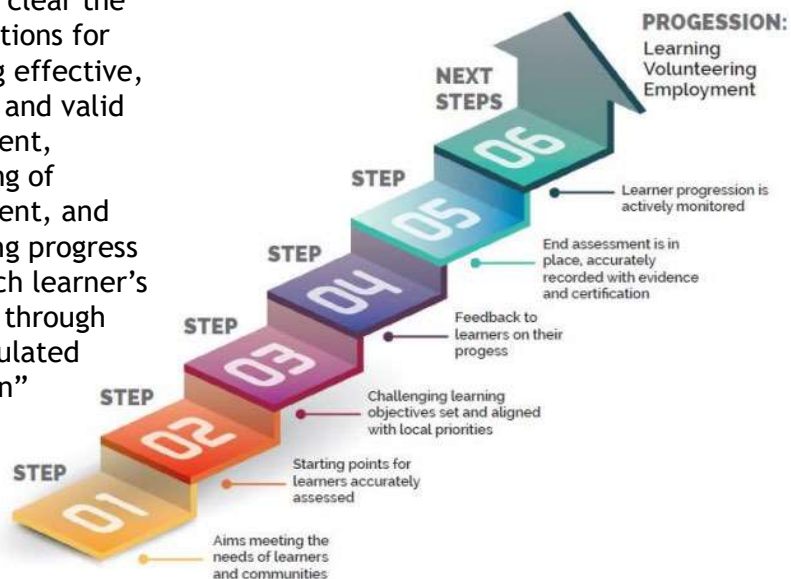 clear the
tions for
g effective,
and valid
ent,
ng of
ent, and
ng progress
ch learner's
through
ulated
n”
PROGESSION:
Learning
Volunteering
Employment
NEXT
STEPS
06
Learner progression is
actively monitored
STEP
05
End assessment is in
place, accurately
recorded with evidence
and certification
STEP
04
Feedback to
learners on their
progess
STEP
03
Challenging learning
objectives set and aligned
with local priorities
STEP
02
Starting points for
learners accurately
assessed
STEP
01
Aims meeting the
needs of learners
and communities